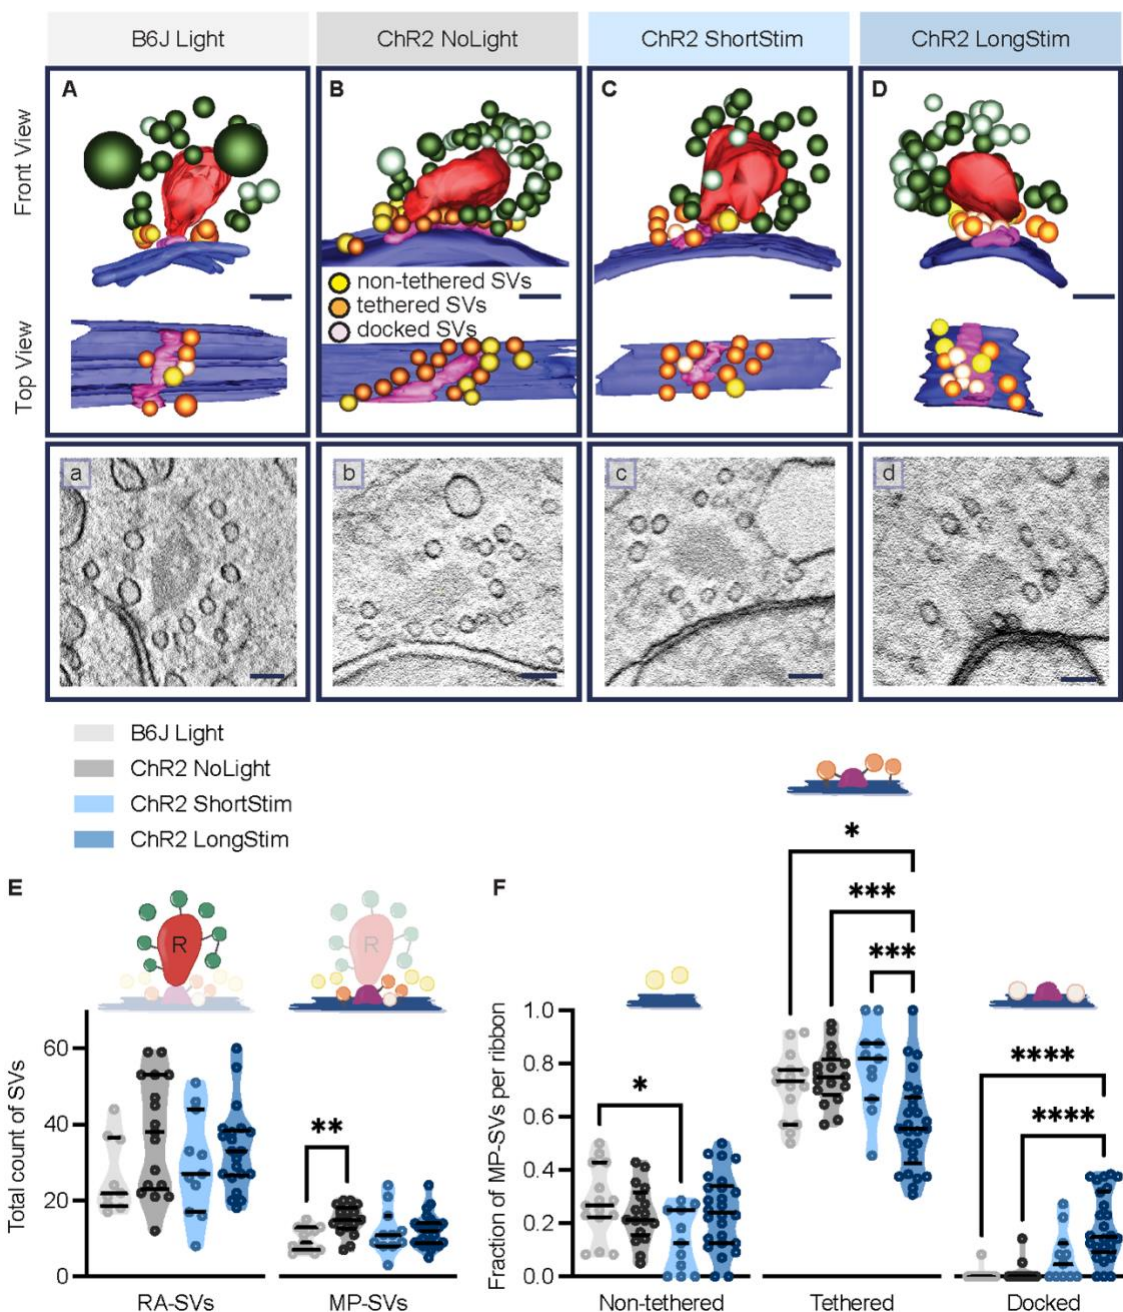 B6J Light
ChR2 NoLight
ChR2 ShortStim
ChR2 LongStim
Front View
A
B
C
D
non-tethered SVs
tethered SVs
docked SVs
Top View
a
b
c
d
B6J Light
ChR2 NoLight
ChR2 ShortStim
ChR2 LongStim
E
R
R
Total count of SVs
60
40
20
0
**
RA-SVs
MP-SVs
F
Fraction of MP-SVs per ribbon
1.0
0.8
0.6
0.4
0.2
0.0
*
*
***
***
****
****
Non-tethered
Tethered
Docked